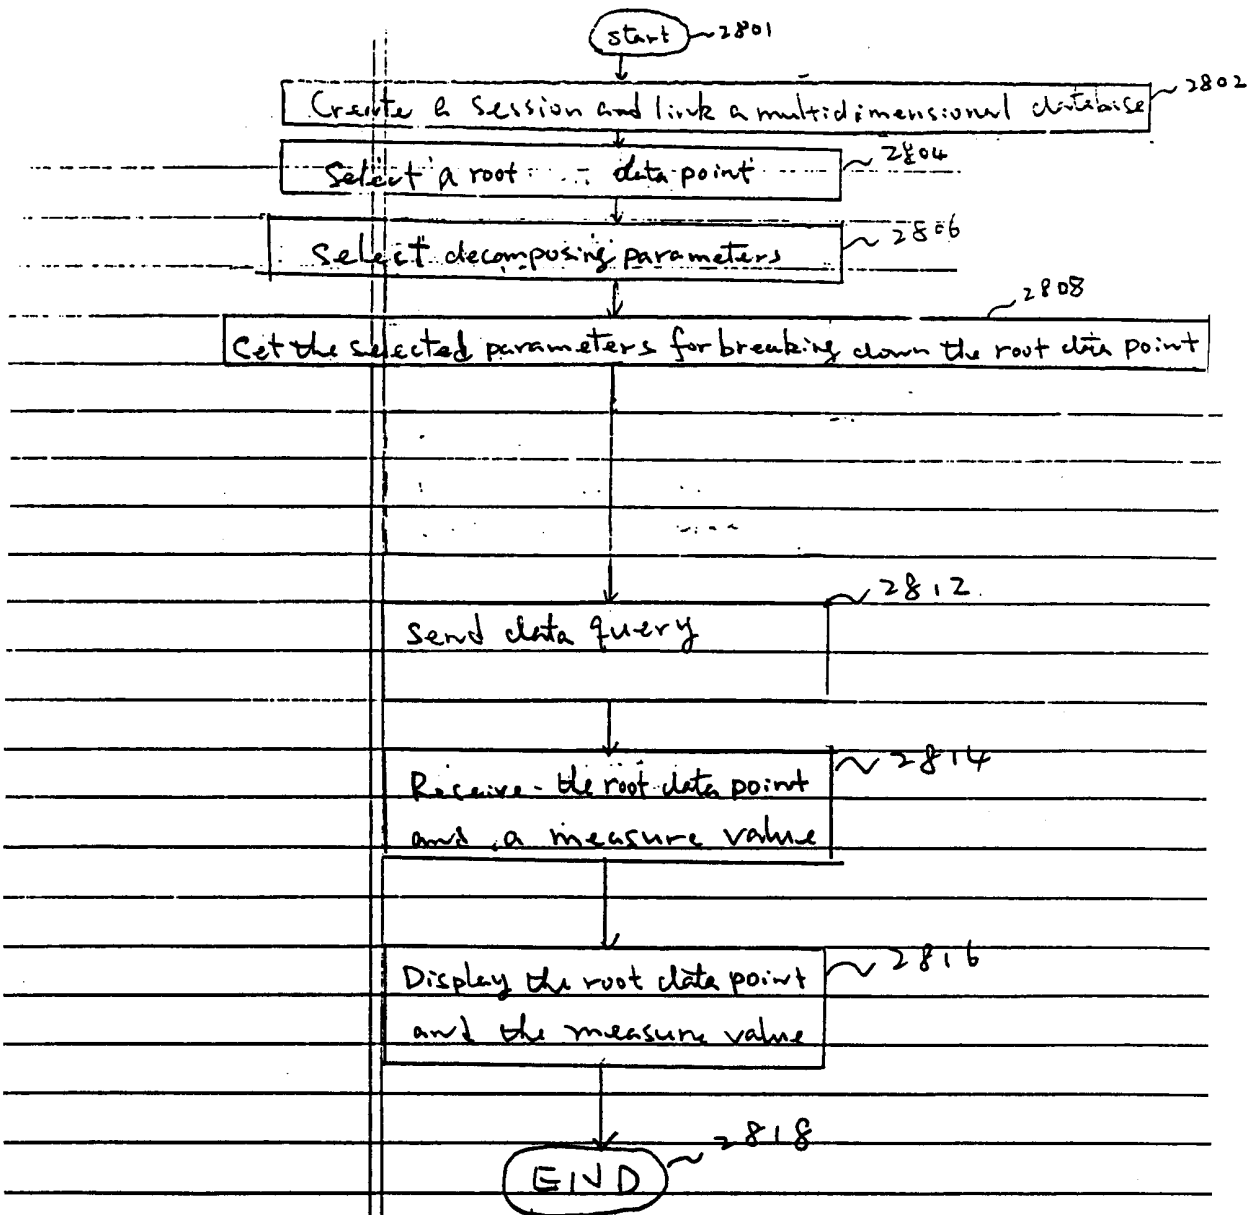 start 2801
Create a session and link a multidimensional database 2802
Select a root data point 2804
Select decomposing parameters 2806
2808
Get the selected parameters for breaking down the root data point
2812
send data query
2814
Receive the root data point
and a measure value
2816
Display the root data point
and the measure value
2818
END